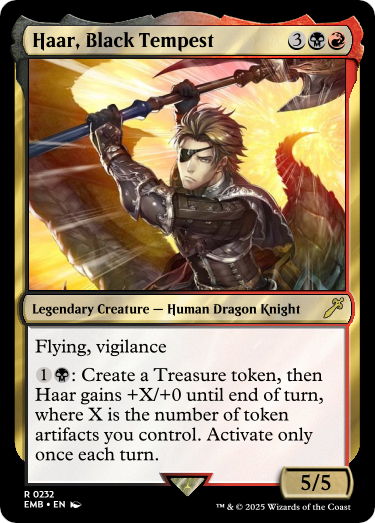 Haar, Black Tempest 3
Legendary Creature — Human Dragon Knight
Flying, vigilance
1 : Create a Treasure token, then
Haar gains +X/+0 until end of turn,
where X is the number of token
artifacts you control. Activate only
once each turn.
5/5
R 0232
EMB • EN
™ & © 2025 Wizards of the Coast